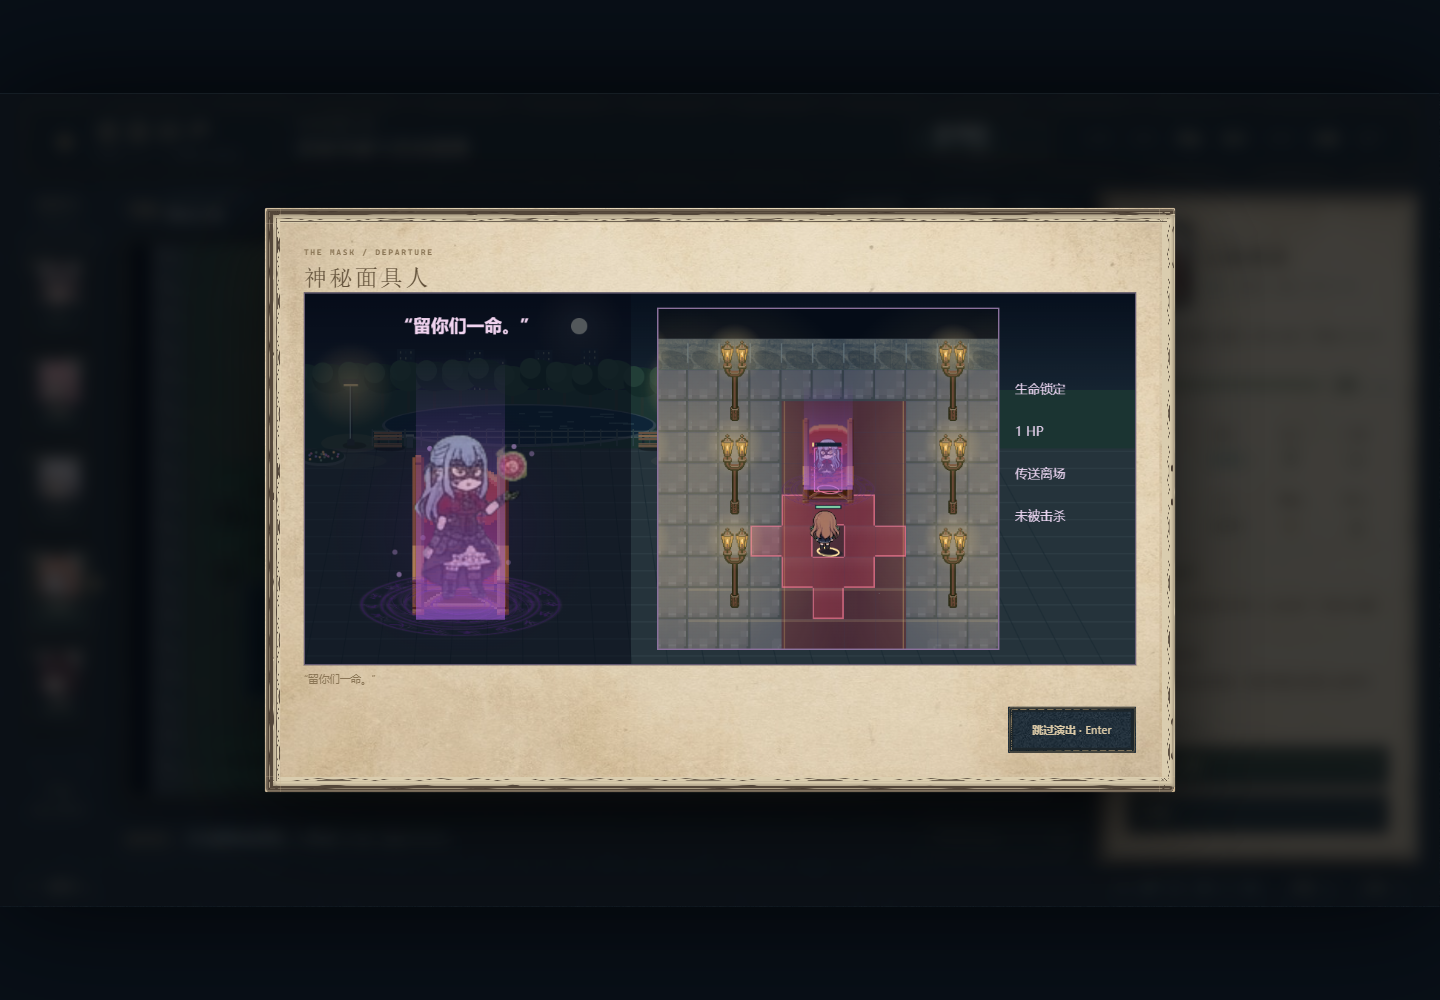 THE MASK / DEPARTURE
神秘面具人
“留你们一命。”
生命锁定
1 HP
传送离场
未被击杀
“留你们一命。”
跳过演出 · Enter